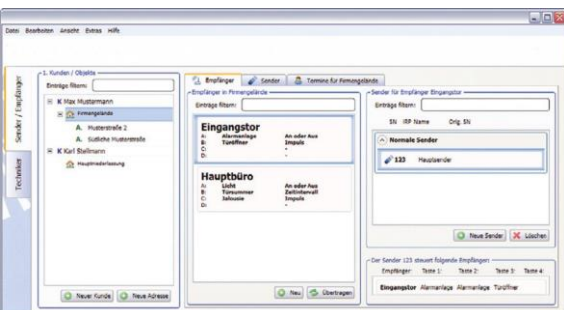 Datei Bearbeiten Ansicht Extras Hilfe
Sender / Empfänger
Techniker
1. Kunden / Objekte
Einträge filtern:
K Max Mustermann
Firmengelände
A. Musterstraße 2
A. Südliche Musterstraße
K Karl Stellmann
Hauptniederlassung
Neuer Kunde
Neue Adresse
Empfänger
Sender
Termine für Firmengelände
Empfänger in Firmengelände
Einträge filtern:
Eingangstor
A: Alarmanlage An oder Aus
B: Türöffner Impuls
C: -
D: -
Hauptbüro
A: Licht An oder Aus
B: Türsummer Zeitintervall
C: Jalousie Impuls
D: -
Neu
Übertragen
Sender für Empfänger Eingangstor
Einträge filtern:
SN IRP Name Orig. SN
Normale Sender
123 Hauptsender
Neue Sender
Löschen
Der Sender 123 steuert folgende Empfänger:
Empfänger Taste 1: Taste 2: Taste 3: Taste 4:
Eingangstor Alarmanlage Alarmanlage Türöffner